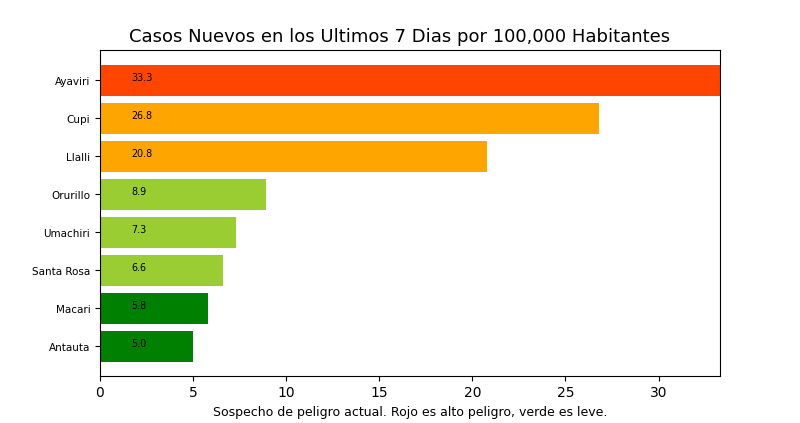 Casos Nuevos en los Ultimos 7 Dias por 100,000 Habitantes
Ayaviri 33.3
Cupi 26.8
Llalli 20.8
Orurillo 8.9
Umachiri 7.3
Santa Rosa 6.6
Macari 5.8
Antauta 5.0
0 5 10 15 20 25 30
Sospecho de peligro actual. Rojo es alto peligro, verde es leve.